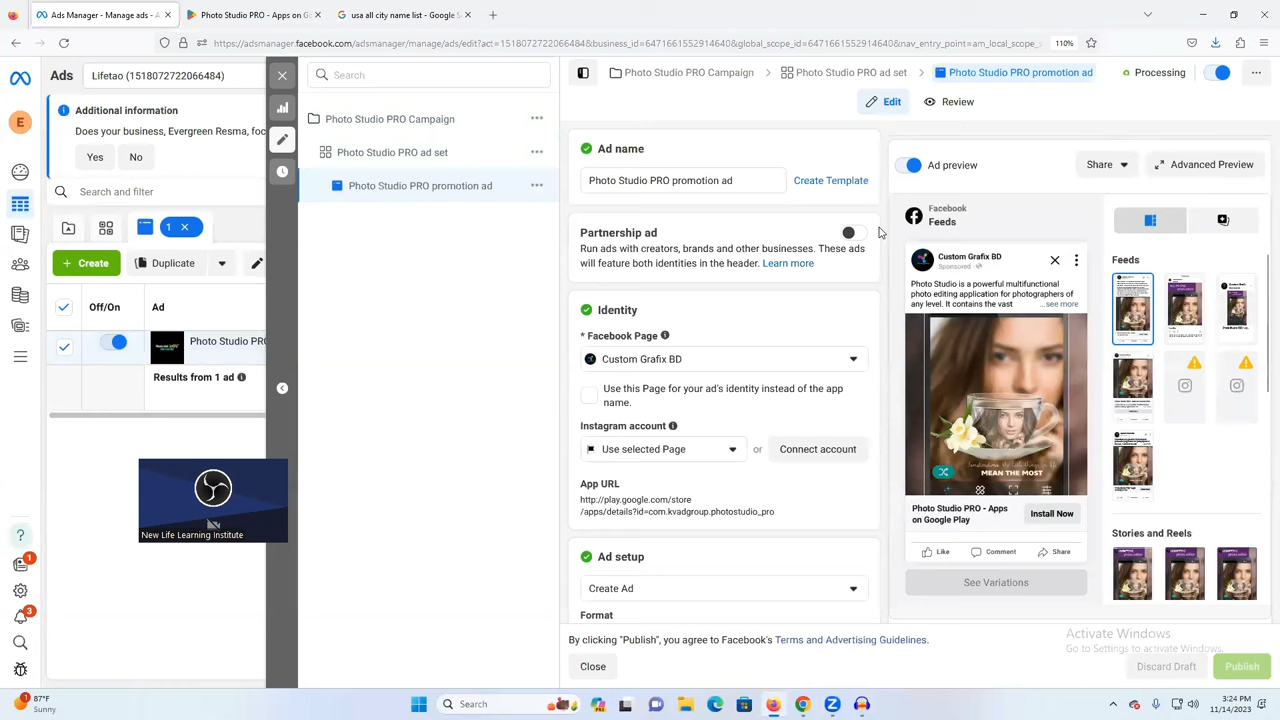 Ads Manager - Manage ads - A
Photo Studio PRO - Apps on Go
usa all city name list - Google S
https://adsmanager.facebook.com/adsmanager/manage/ads/edit?act=1518072722066484&business_id=6471661552914640&global_scope_id=6471661552914640&nav_entry_point=am_local_scope_s
110%
Ads
Lifetao (1518072722066484)
Search
Photo Studio PRO Campaign
Photo Studio PRO ad set
Photo Studio PRO promotion ad
Processing
Additional information
Does your business, Evergreen Resma, foc
Yes
No
Search and filter
1
Create
Duplicate
Off/On
Ad
Photo Studio PRO
Results from 1 ad
Photo Studio PRO Campaign
Photo Studio PRO ad set
Photo Studio PRO promotion ad
Edit
Review
Ad name
Photo Studio PRO promotion ad
Create Template
Partnership ad
Run ads with creators, brands and other businesses. These ads
will feature both identities in the header. Learn more
Identity
* Facebook Page
Custom Grafix BD
Use this Page for your ad's identity instead of the app
name.
Instagram account
Use selected Page
or
Connect account
App URL
http://play.google.com/store
/apps/details?id=com.kvadgroup.photostudio_pro
Ad setup
Create Ad
Format
Ad preview
Share
Advanced Preview
Facebook
Feeds
Custom Grafix BD
Sponsored
Photo Studio is a powerful multifunctional
photo editing application for photographers of
any level. It contains the vast
...see more
MEAN THE MOST
Photo Studio PRO - Apps
on Google Play
Install Now
Like
Comment
Share
See Variations
Feeds
Stories and Reels
By clicking "Publish", you agree to Facebook's Terms and Advertising Guidelines.
Close
Discard Draft
Publish
Activate Windows
Go to Settings to activate Windows.
New Life Learning Institute
E
1
3
1
87°F
Sunny
Search
3:24 PM
11/14/2023